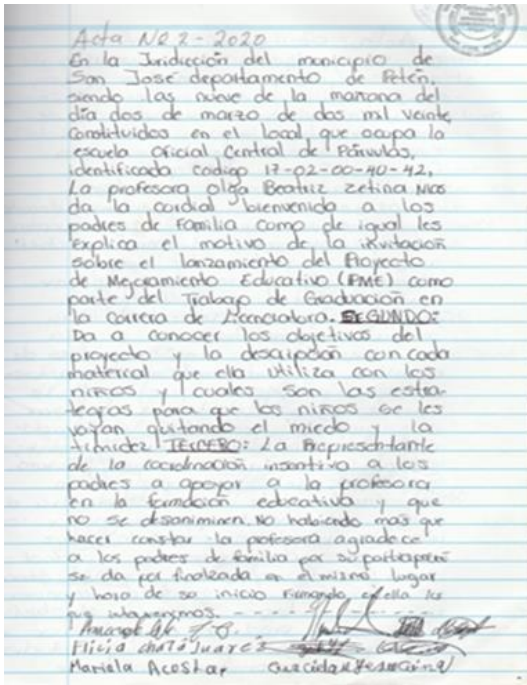 Acta No 2-2020
En la Juridicción del municipio de
San José departamento de Petén,
siendo las nueve de la mañana del
día dos de marzo de dos mil veinte,
constituidos en el local que ocupa la
escuela Oficial Central de Párvulos,
identificada codigo 17-02-00-40-42,
La profesora Olga Beatriz Zetina
da la cordial bienvenida a los
padres de familia como de igual les
explica el motivo de la invitación
sobre el lanzamiento del Proyecto
de Mejoramiento Educativo (PME) como
parte del Trabajo de Graduación en
la carrera de Licenciatura. SEGUNDO:
Da a conocer los objetivos del
proyecto y la descripción con cada
material que ella utiliza con los
niños y cuales son las estra-
tegias para que los niños se les
vayan quitando el miedo y la
timidez TERCERO: La Representante
de la coordinación insentiva a los
padres a apoyar a la profesora
en la formación educativa y que
no se desanimen. No habiendo más que
hacer constar la profesora agradece
a los padres de familia por su participación
se da por finalizada en el mismo lugar
y hora de su inicio firmando en ella los
que intervenimos.
Elicia chatá Juarez
Mariela Acosta